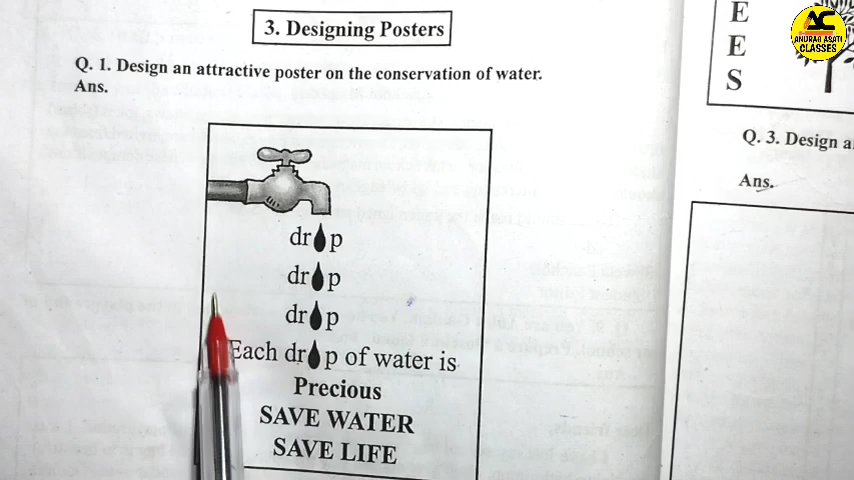 3. Designing Posters
Q. 1. Design an attractive poster on the conservation of water.
Ans.
dr p
dr p
dr p
Each dr p of water is
Precious
SAVE WATER
SAVE LIFE
E
E
S
AC
ANURAG ASATI
CLASSES
Q. 3. Design a
Ans.